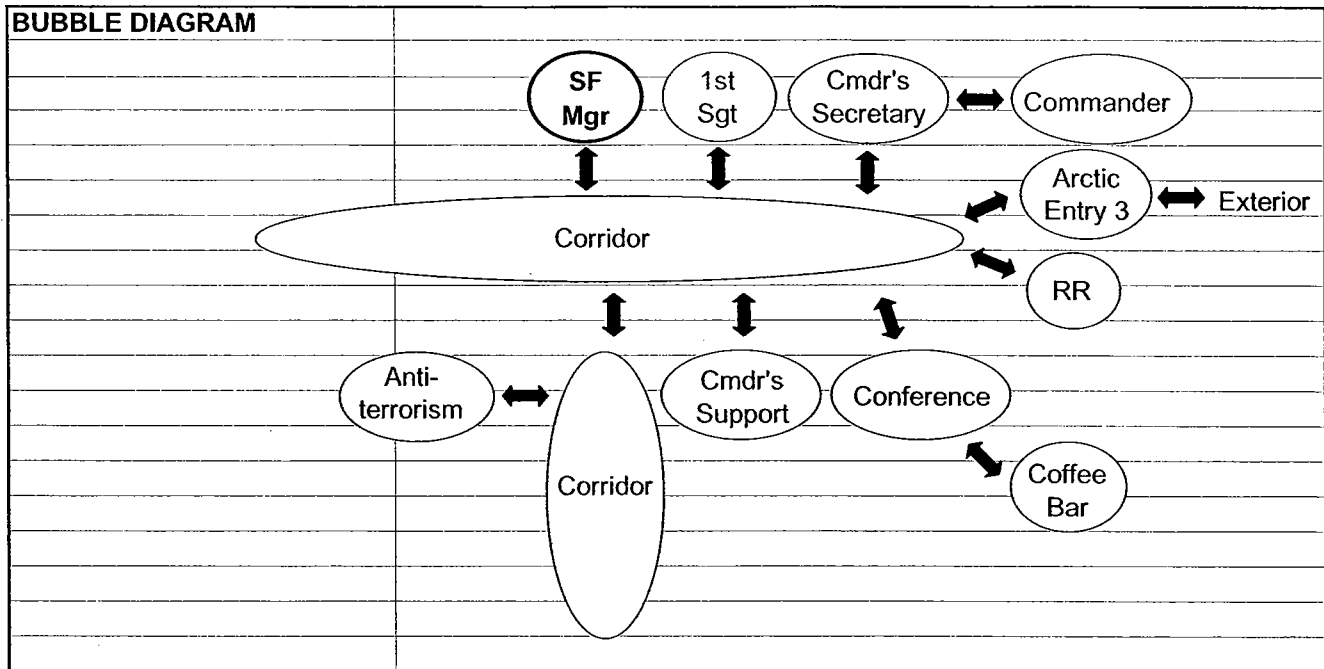 BUBBLE DIAGRAM
SF
Mgr
1st
Sgt
Cmdr's
Secretary
Commander
Arctic
Entry 3
Exterior
Corridor
RR
Anti-
terrorism
Cmdr's
Support
Conference
Corridor
Coffee
Bar